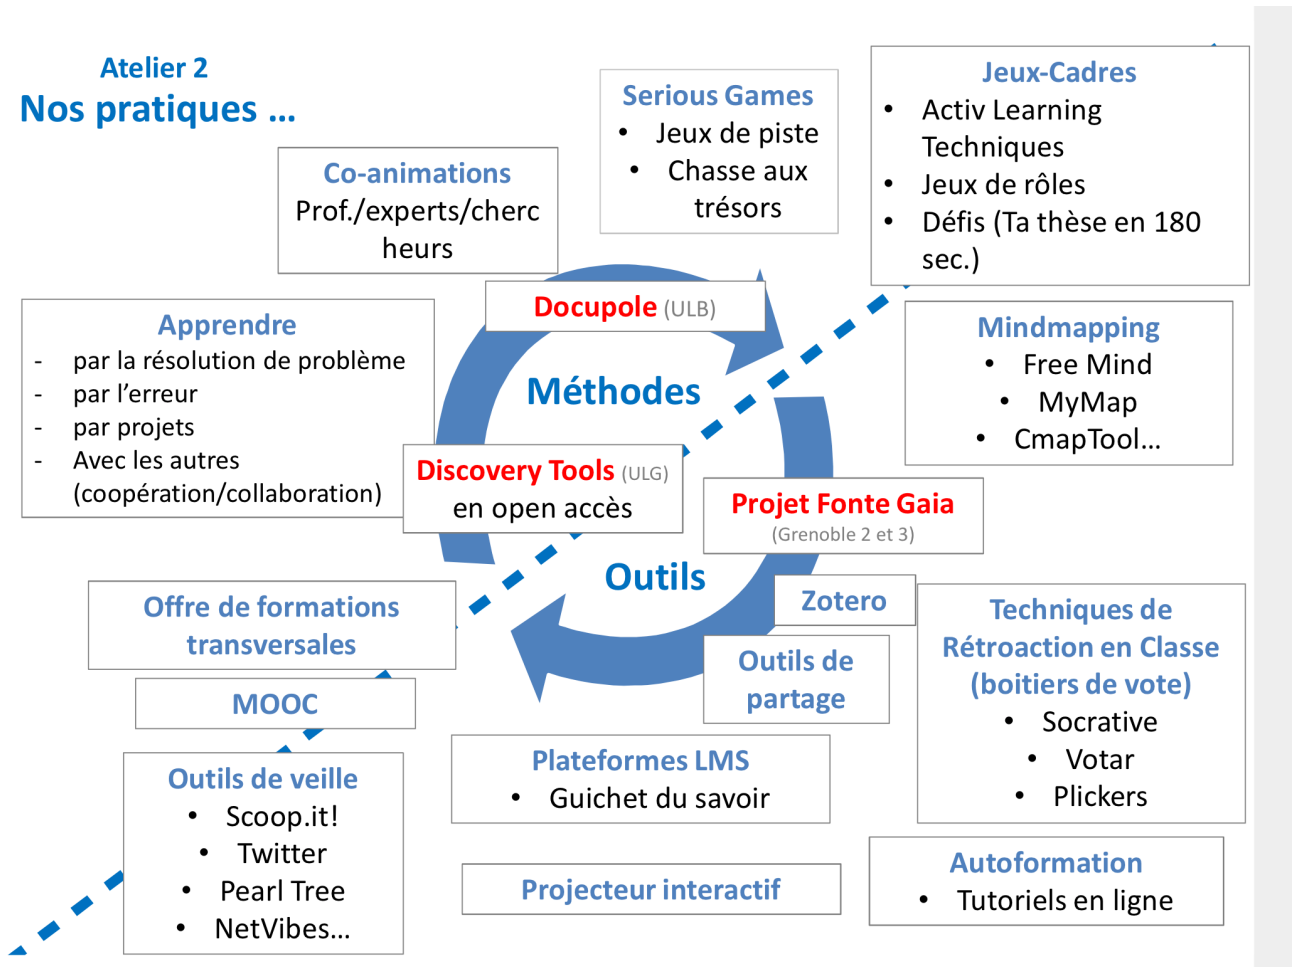 Atelier 2
Nos pratiques ...
Co-animations
Prof./experts/cherc
heurs
Serious Games
• Jeux de piste
• Chasse aux
trésors
Jeux-Cadres
• Activ Learning
Techniques
• Jeux de rôles
• Défis (Ta thèse en 180
sec.)
Docupole (ULB)
Apprendre
- par la résolution de problème
- par l’erreur
- par projets
- Avec les autres
(coopération/collaboration)
Méthodes
Mindmapping
• Free Mind
• MyMap
• CmapTool...
Discovery Tools (ULG)
en open accès
Projet Fonte Gaia
(Grenoble 2 et 3)
Outils
Zotero
Outils de
partage
Offre de formations
transversales
MOOC
Techniques de
Rétroaction en Classe
(boitiers de vote)
• Socrative
• Votar
• Plickers
Outils de veille
• Scoop.it!
• Twitter
• Pearl Tree
• NetVibes...
Plateformes LMS
• Guichet du savoir
Projecteur interactif
Autoformation
• Tutoriels en ligne